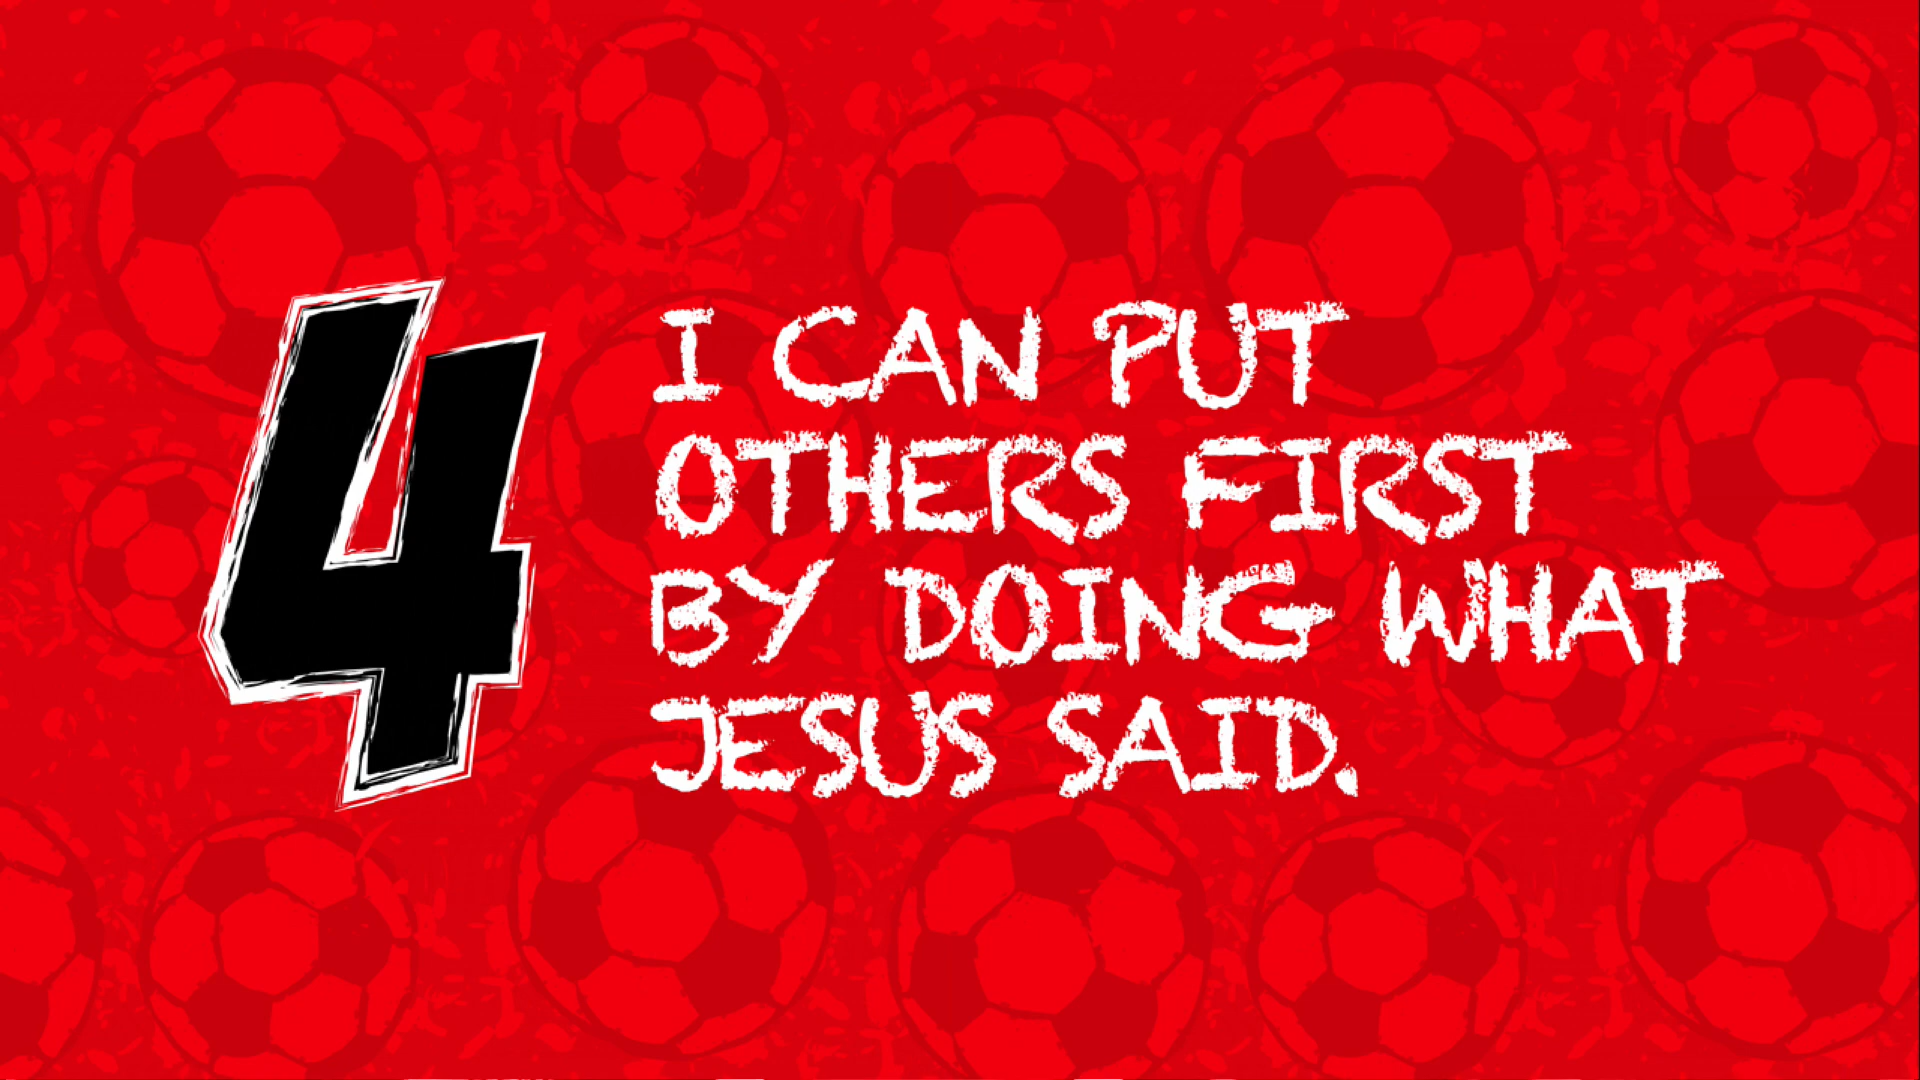 4
I CAN PUT
OTHERS FIRST
BY DOING WHAT
JESUS SAID.